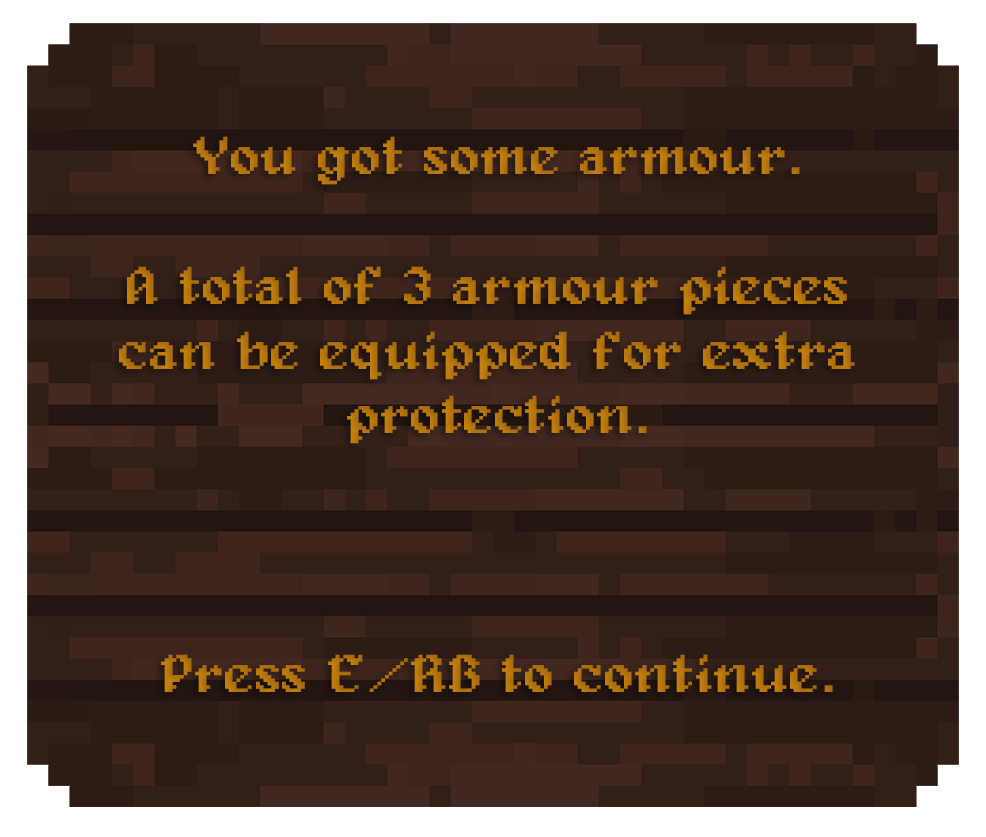 You got some armour.
A total of 3 armour pieces
can be equipped for extra
protection.
Press E/RB to continue.